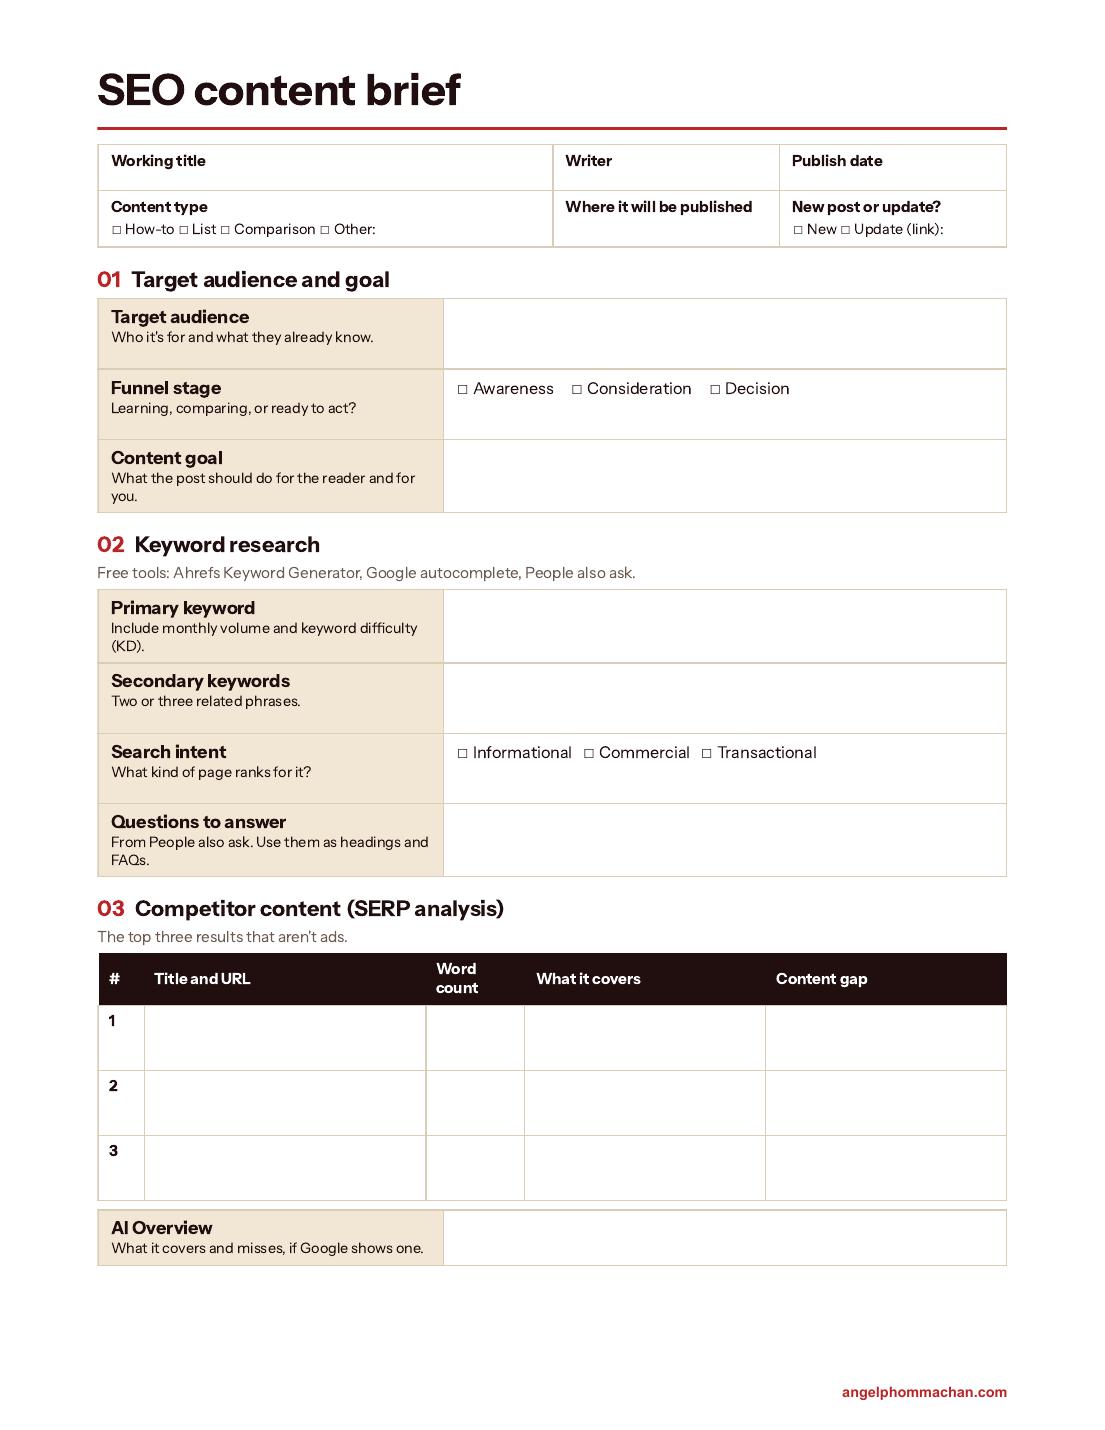 SEO content brief
Working title
Writer
Publish date
Content type
□ How-to □ List □ Comparison □ Other:
Where it will be published
New post or update?
□ New □ Update (link):
01 Target audience and goal
Target audience
Who it's for and what they already know.
Funnel stage
Learning, comparing, or ready to act?
□ Awareness □ Consideration □ Decision
Content goal
What the post should do for the reader and for
you.
02 Keyword research
Free tools: Ahrefs Keyword Generator, Google autocomplete, People also ask.
Primary keyword
Include monthly volume and keyword difficulty
(KD).
Secondary keywords
Two or three related phrases.
Search intent
What kind of page ranks for it?
□ Informational □ Commercial □ Transactional
Questions to answer
From People also ask. Use them as headings and
FAQs.
03 Competitor content (SERP analysis)
The top three results that aren't ads.
#
Title and URL
Word
count
What it covers
Content gap
1
2
3
AI Overview
What it covers and misses, if Google shows one.
angelphommachan.com